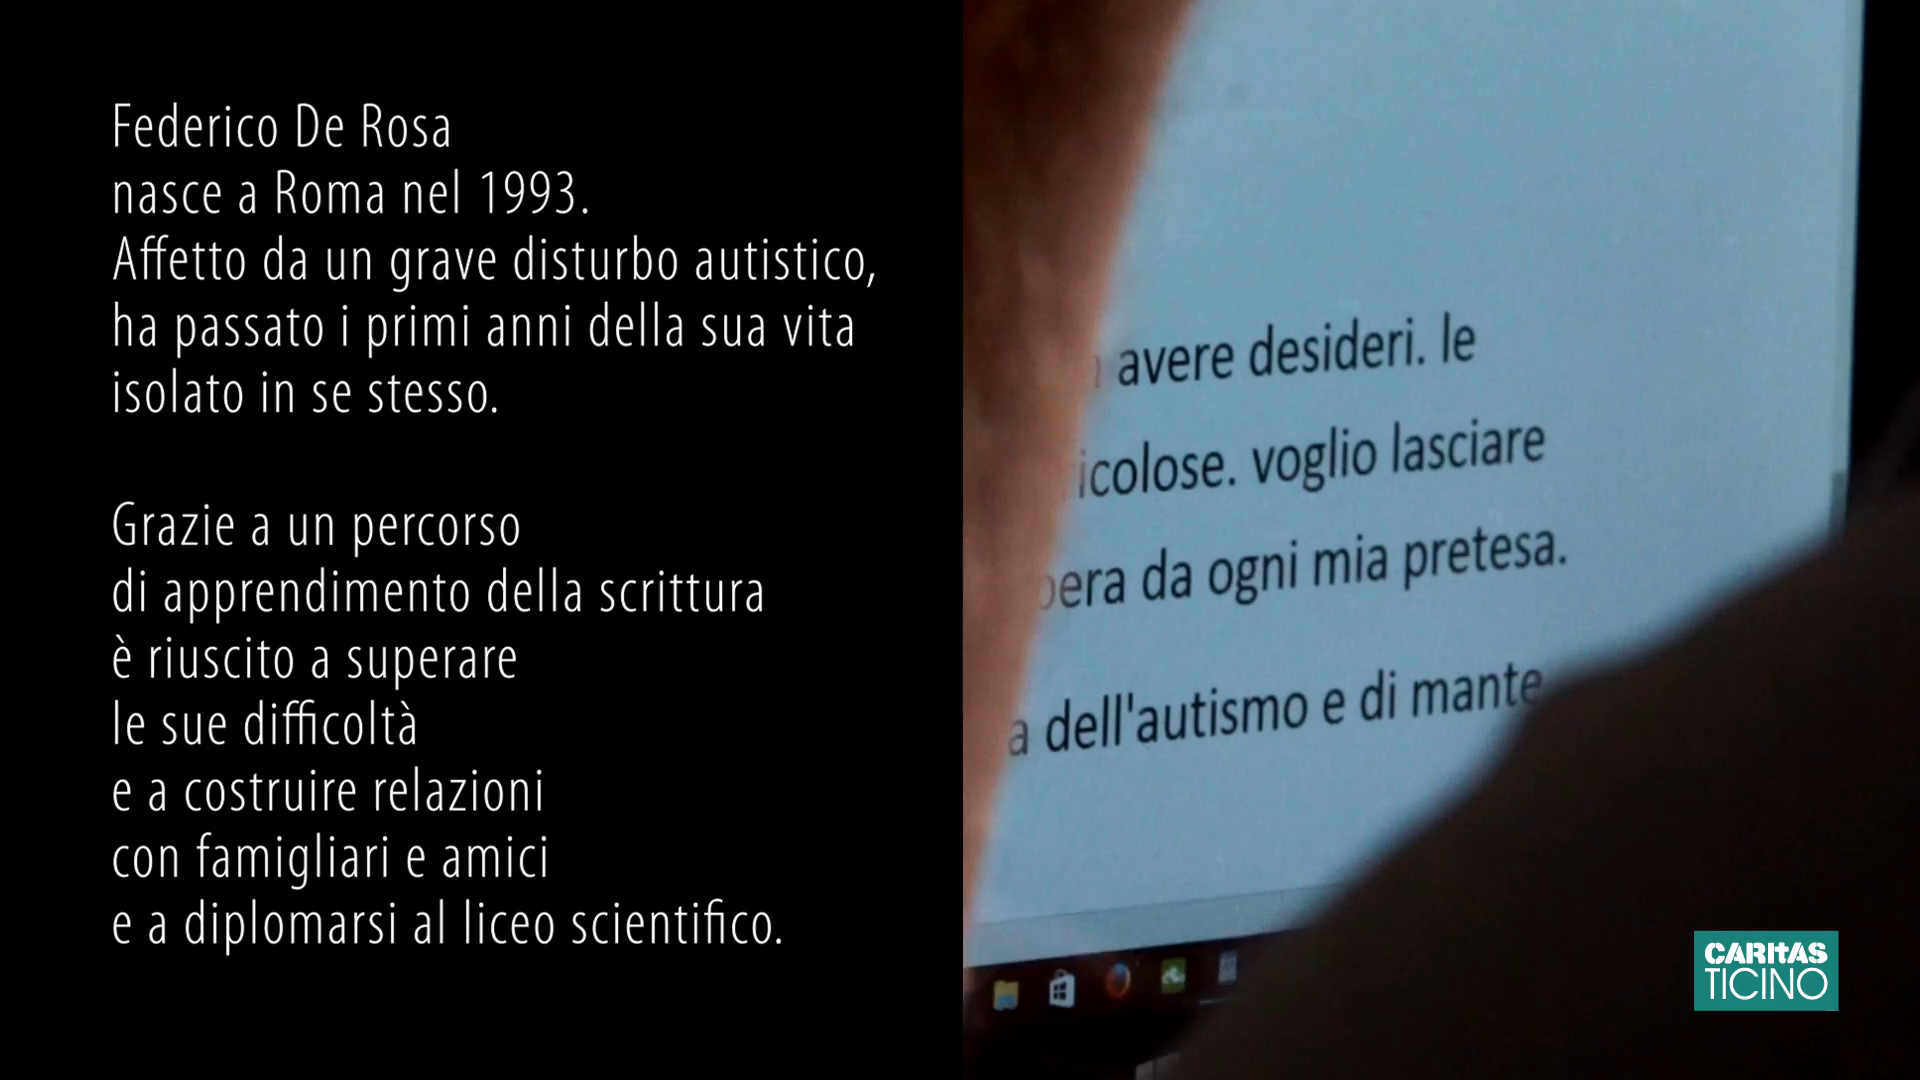 Federico De Rosa
nasce a Roma nel 1993.
Affetto da un grave disturbo autistico,
ha passato i primi anni della sua vita
isolato in se stesso.
Grazie a un percorso
di apprendimento della scrittura
è riuscito a superare
le sue difficoltà
e a costruire relazioni
con famigliari e amici
e a diplomarsi al liceo scientifico.
avere desideri. le
icolose. voglio lasciare
pera da ogni mia pretesa.
a dell'autismo e di mante
CARITAS
TICINO